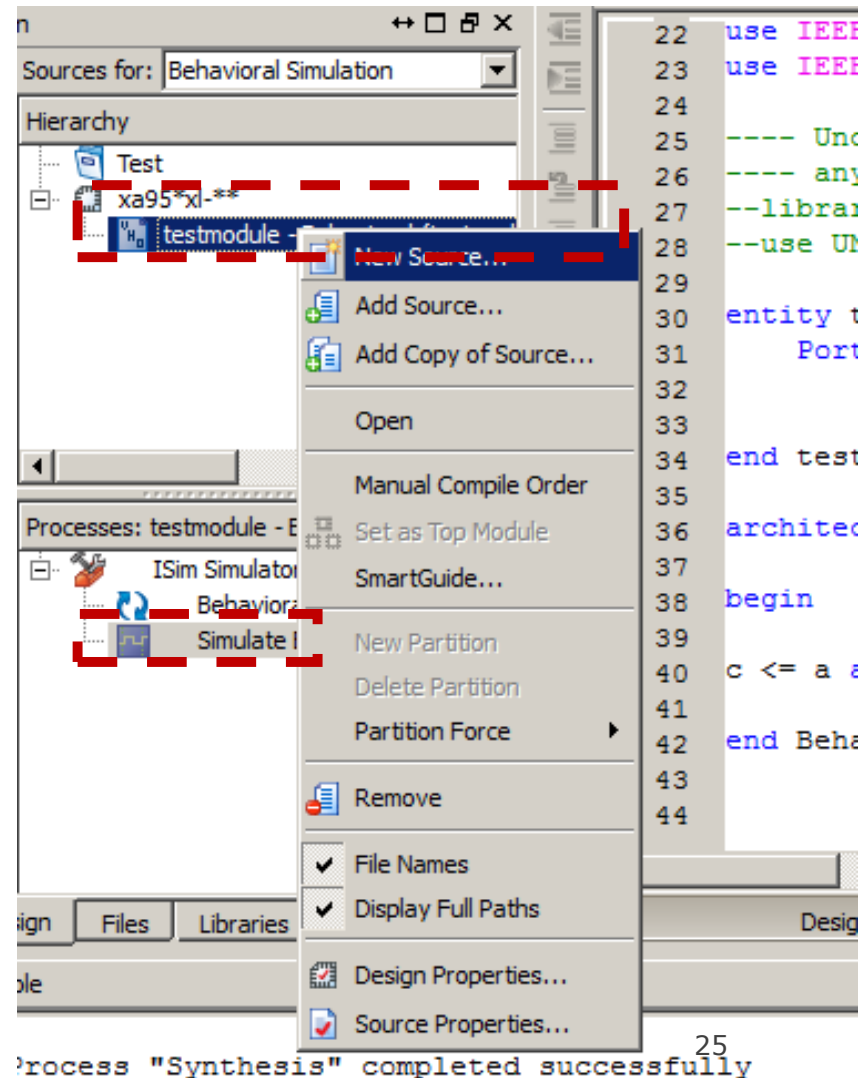 n
Sources for: Behavioral Simulation
Hierarchy
Test
xa95*xl-**
testmodule -
Processes: testmodule - B
ISim Simulator
Behaviora
Simulate
New Source...
Add Source...
Add Copy of Source...
Open
Manual Compile Order
Set as Top Module
SmartGuide...
New Partition
Delete Partition
Partition Force
Remove
File Names
Display Full Paths
Design Properties...
Source Properties...
22 use IEEE
23 use IEEE
24
25 ---- Unc
26 ---- any
27 --librar
28 --use UN
29
30 entity t
31 Port
32
33
34 end test
35
36 architec
37
38 begin
39
40 c <= a a
41
42 end Beha
43
44
sign Files Libraries
Desig
ole
25
Process "Synthesis" completed successfully